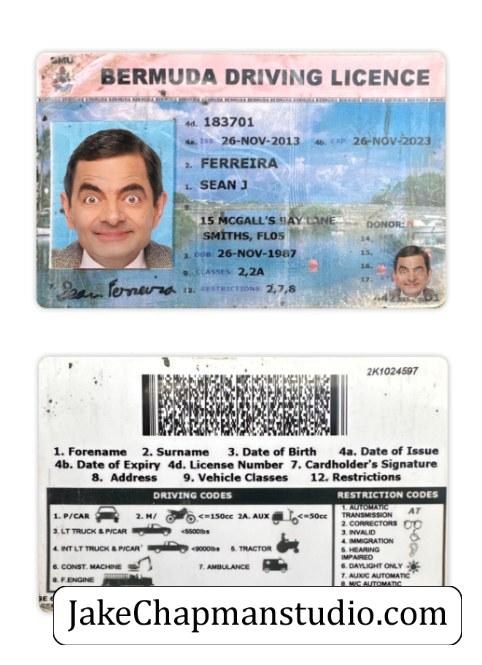 BMU
BERMUDA DRIVING LICENCE
4d. 183701
4a. ISS 26-NOV-2013 4b. EXP 26-NOV-2023
2. FERREIRA
1. SEAN J
8.
15 MCGALL'S BAY LANE
SMITHS, FL05
DONOR: N
14.
3. DOB 26-NOV-1987
15.
9. CLASSES: 2,2A
16.
17.
7. Sean Ferreira 12. RESTRICTIONS: 2,7,8
2K1024597
1. Forename 2. Surname 3. Date of Birth 4a. Date of Issue
4b. Date of Expiry 4d. License Number 7. Cardholder's Signature
8. Address 9. Vehicle Classes 12. Restrictions
DRIVING CODES
1. P/CAR 2. M/ <=150cc 2A. AUX <=50cc
3. LT TRUCK & P/CAR <5500lbs
4. INT LT TRUCK & P/CAR <9000lbs 5. TRACTOR
6. CONST. MACHINE 7. AMBULANCE
8. F.ENGINE
RESTRICTION CODES
1. AUTOMATIC TRANSMISSION AT
2. CORRECTORS
3. INVALID
4. IMMIGRATION
5. HEARING IMPAIRED
6. DAYLIGHT ONLY
7. AUX/C AUTOMATIC
8. M/C AUTOMATIC
JakeChapmanstudio.com